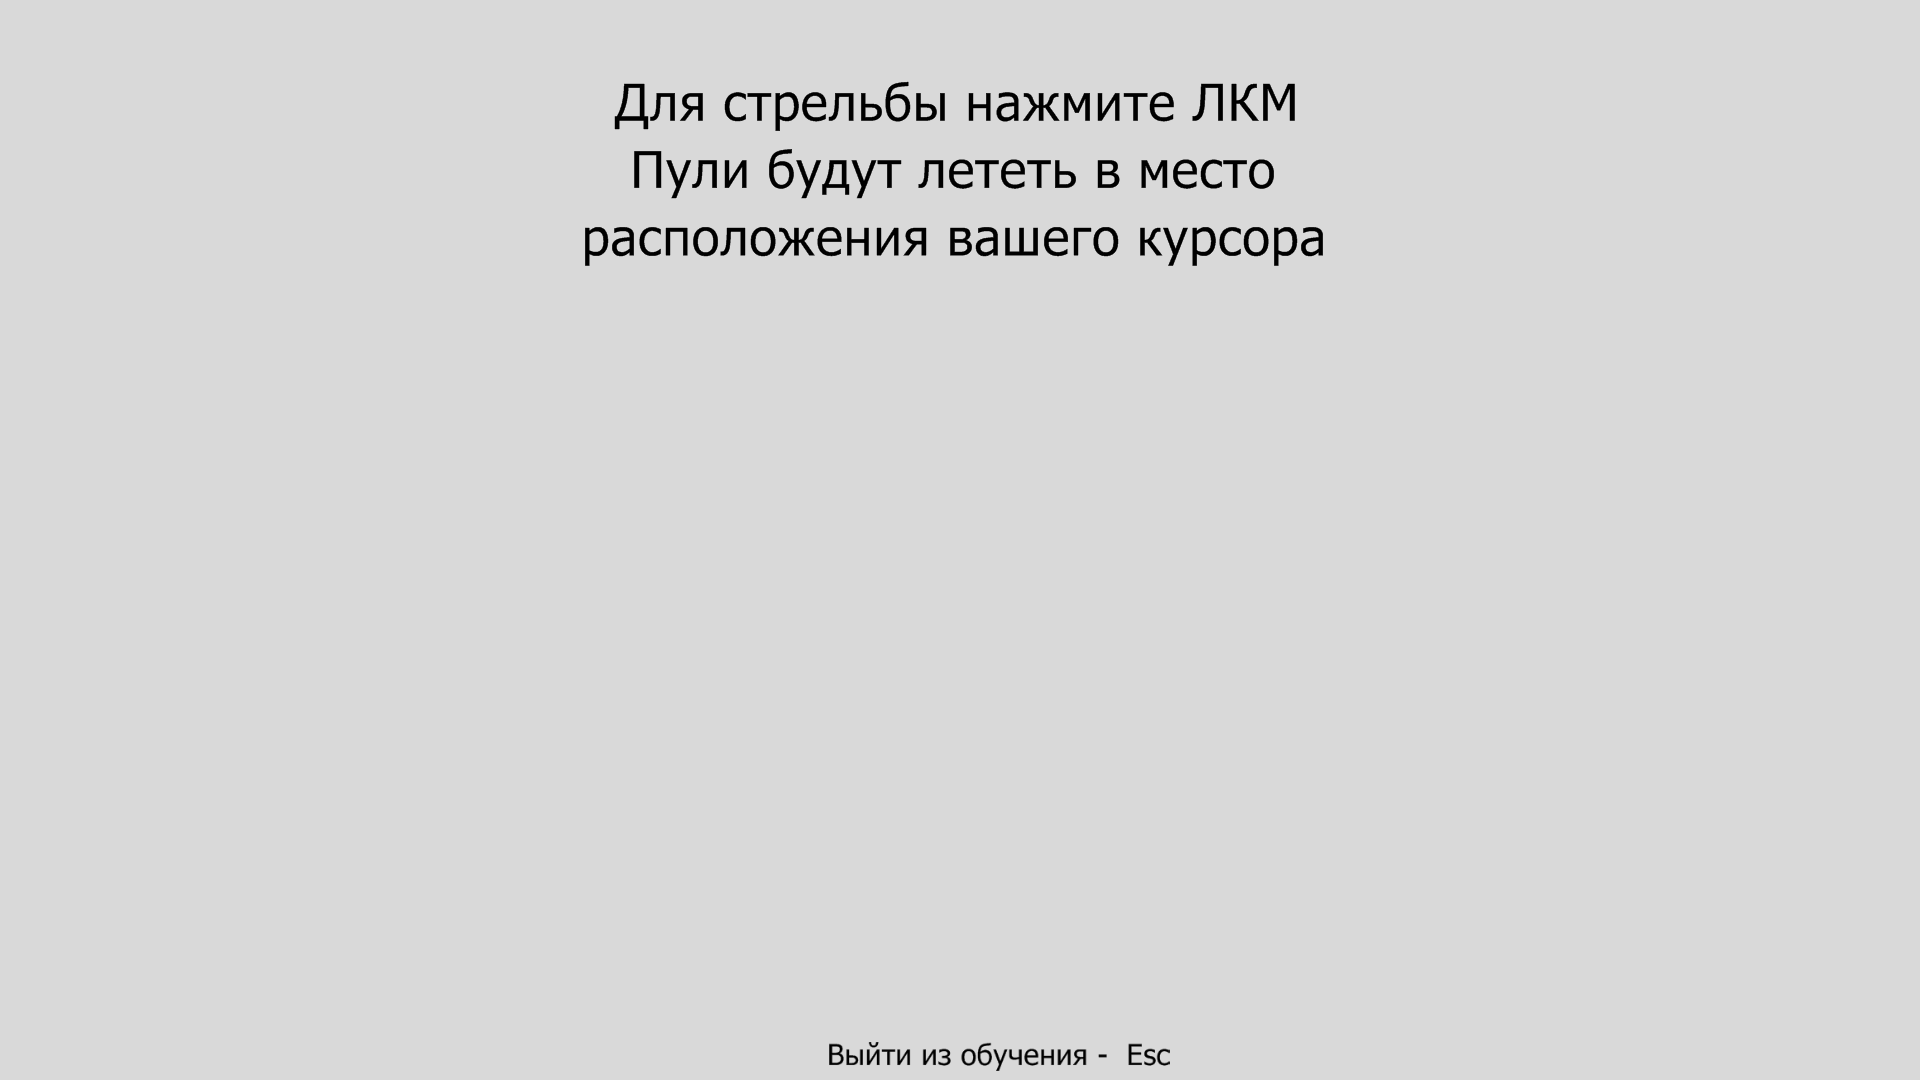 Для стрельбы нажмите ЛКМ
Пули будут лететь в место
расположения вашего курсора
Выйти из обучения - Esc